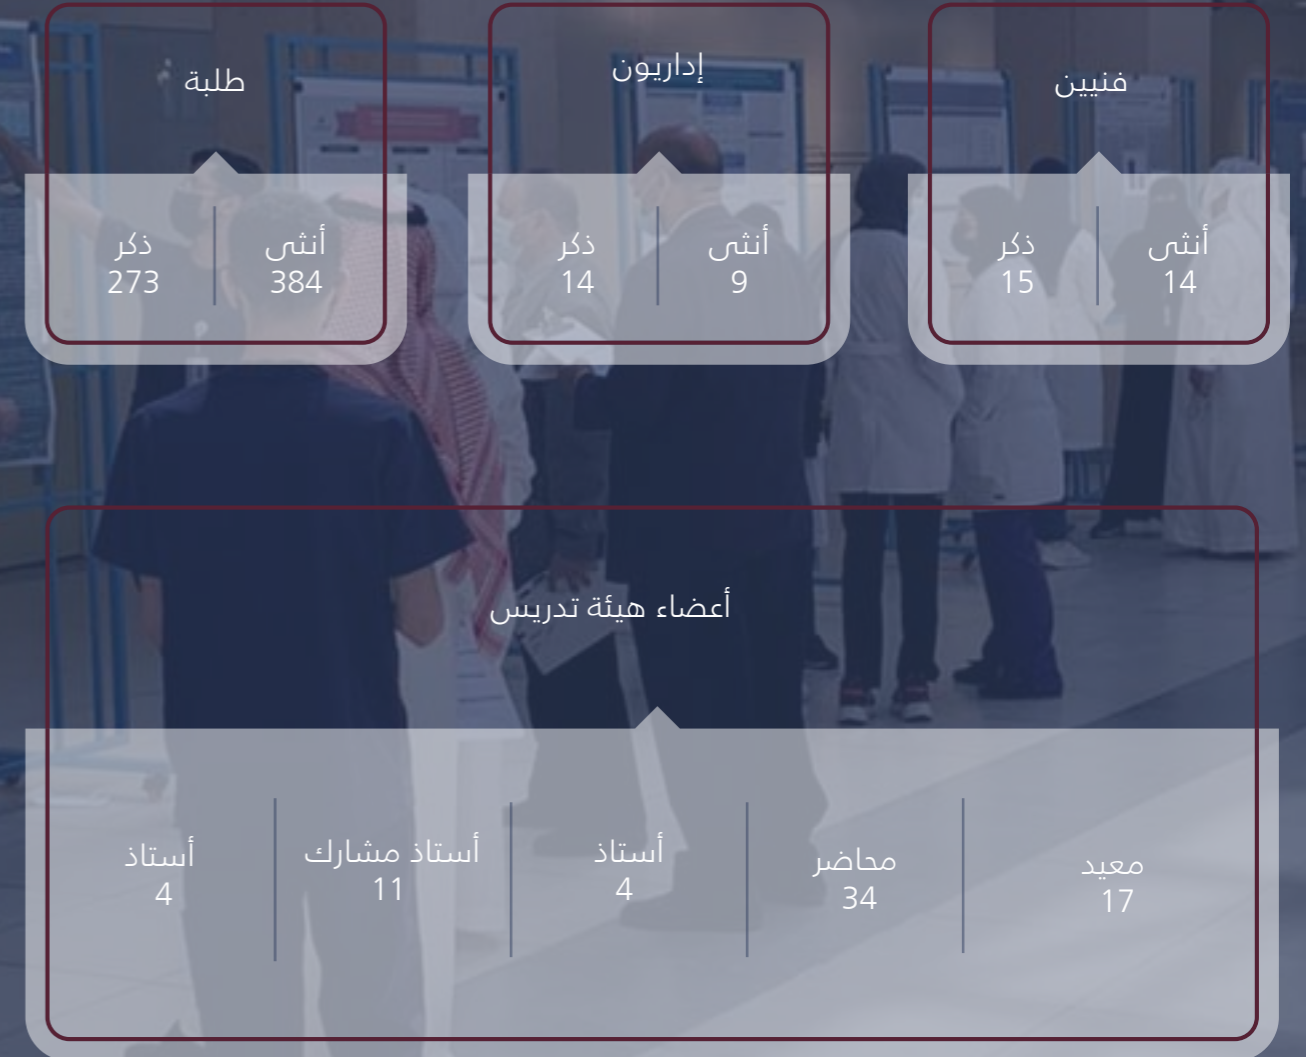 فنيين
أنثى
14
ذكر
15
إداريون
أنثى
9
ذكر
14
طلبة
أنثى
384
ذكر
273
أعضاء هيئة تدريس
معيد
17
محاضر
34
أستاذ
4
أستاذ مشارك
11
أستاذ
4